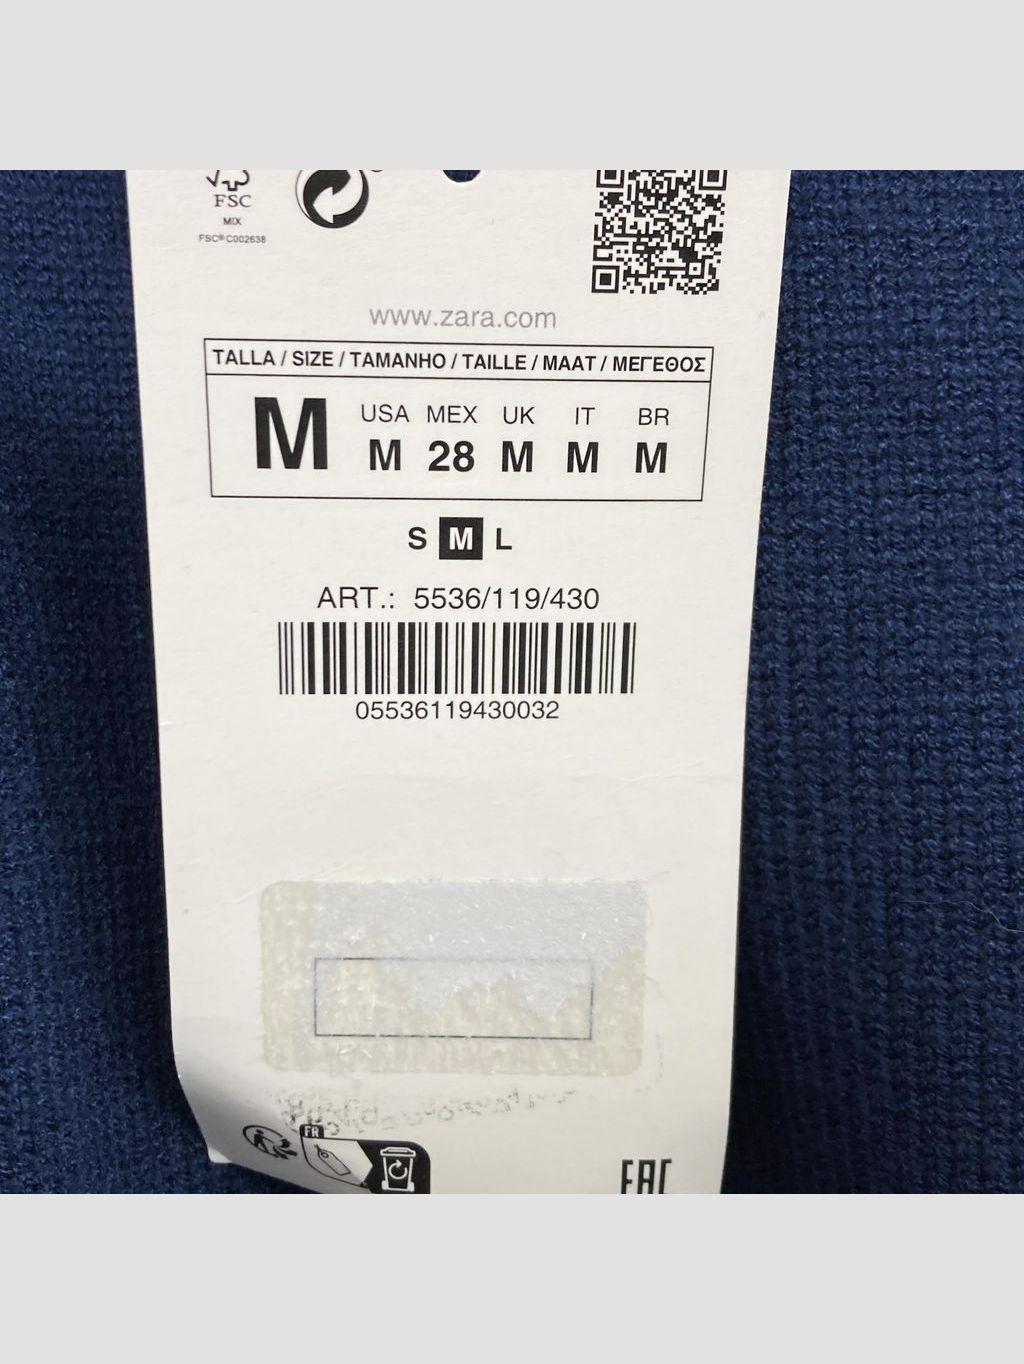 FSC
MIX
FSC® C002638
www.zara.com
TALLA / SIZE / TAMANHO / TAILLE / MAAT / ΜΕΓΕΘΟΣ
M USA MEX UK IT BR
M 28 M M M
S M L
ART.: 5536/119/430
05536119430032
FR
EAC